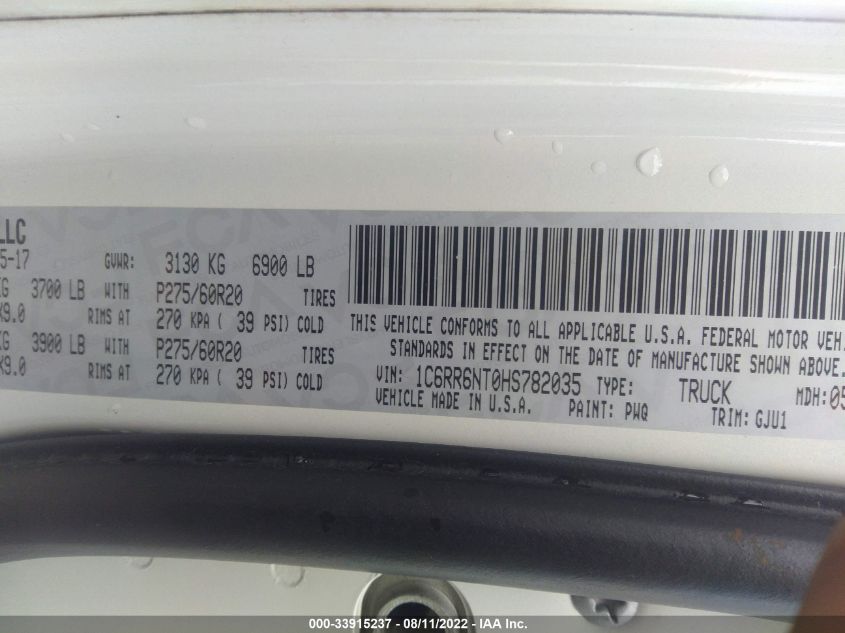 LLC
5-17 GVWR: 3130 KG 6900 LB
KG 3700 LB WITH P275/60R20 TIRES
X9.0 RIMS AT 270 KPA ( 39 PSI) COLD
KG 3900 LB WITH P275/60R20 TIRES
X9.0 RIMS AT 270 KPA ( 39 PSI) COLD
THIS VEHICLE CONFORMS TO ALL APPLICABLE U.S.A. FEDERAL MOTOR VEH
STANDARDS IN EFFECT ON THE DATE OF MANUFACTURE SHOWN ABOVE.
VIN: 1C6RR6NT0HS782035 TYPE: TRUCK MDH:05
VEHICLE MADE IN U.S.A. PAINT: PWQ TRIM: GJU1
000-33915237 - 08/11/2022 - IAA Inc.